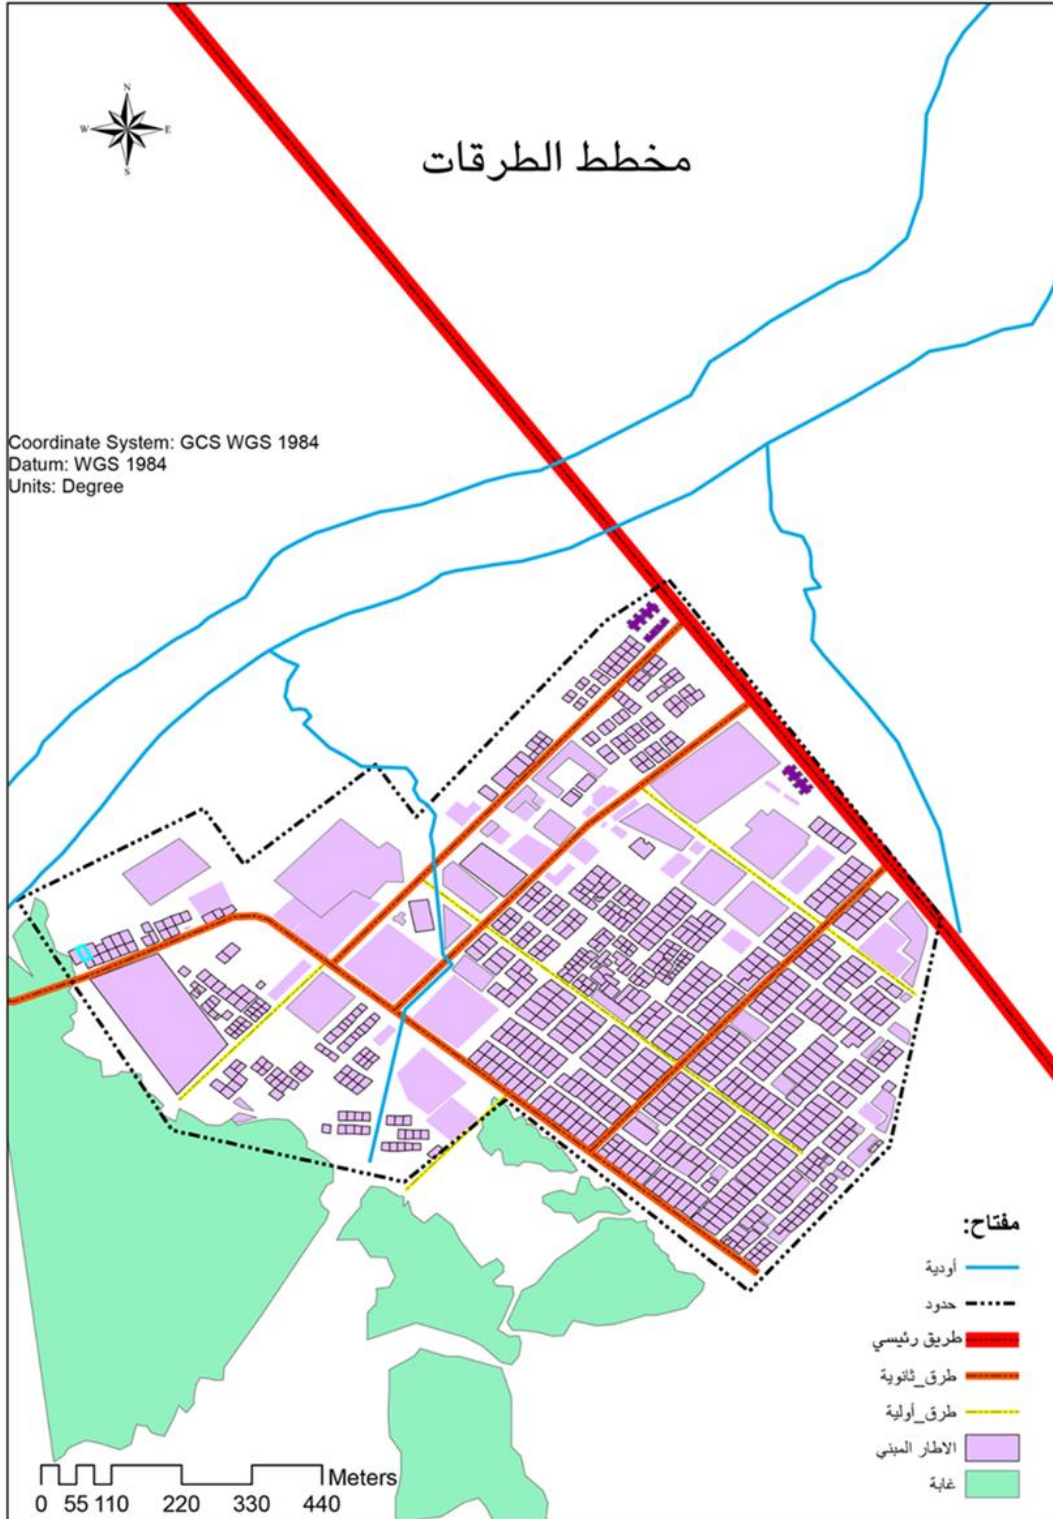 N
W E
S
مخطط الطرقات
Coordinate System: GCS WGS 1984
Datum: WGS 1984
Units: Degree
مفتاح:
أودية
حدود
طريق رئيسي
طرق_ثانوية
طرق_أولية
الاطار المبني
غابة
Meters
0 55 110 220 330 440